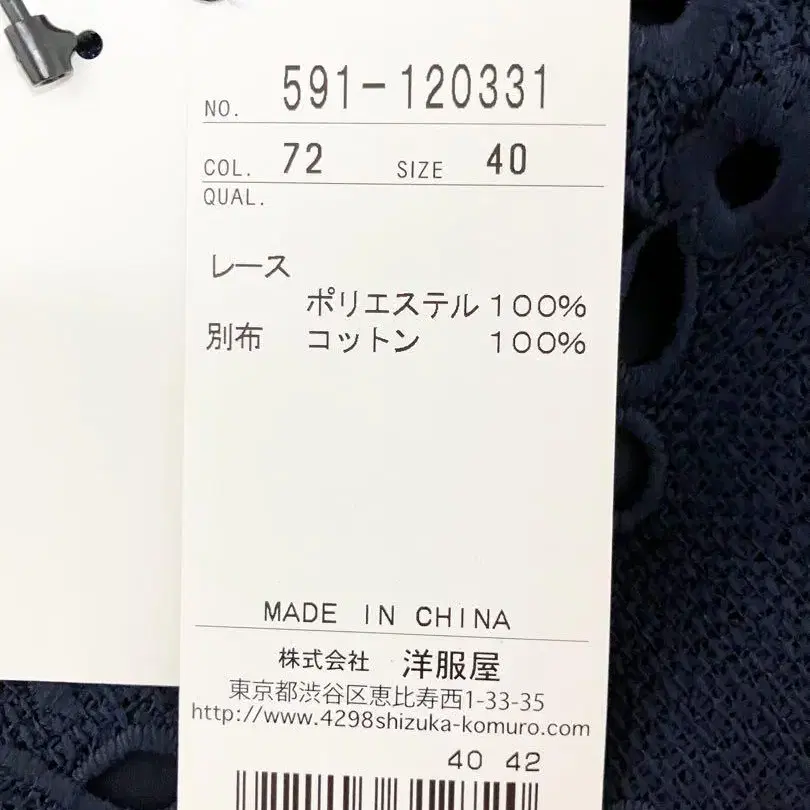 NO. 591-120331
COL. 72 SIZE 40
QUAL.
レース
ポリエステル 100%
別布 コットン 100%
MADE IN CHINA
株式会社 洋服屋
東京都渋谷区恵比寿西1-33-35
http://www.4298shizuka-komuro.com
40 42